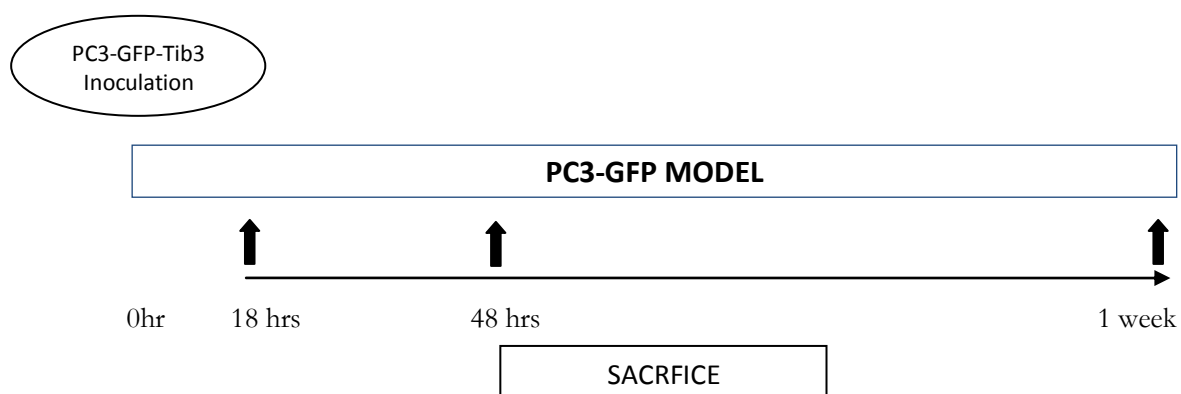 PC3-GFP-Tib3
Inoculation
PC3-GFP MODEL
0hr 18 hrs 48 hrs 1 week
SACRFICE